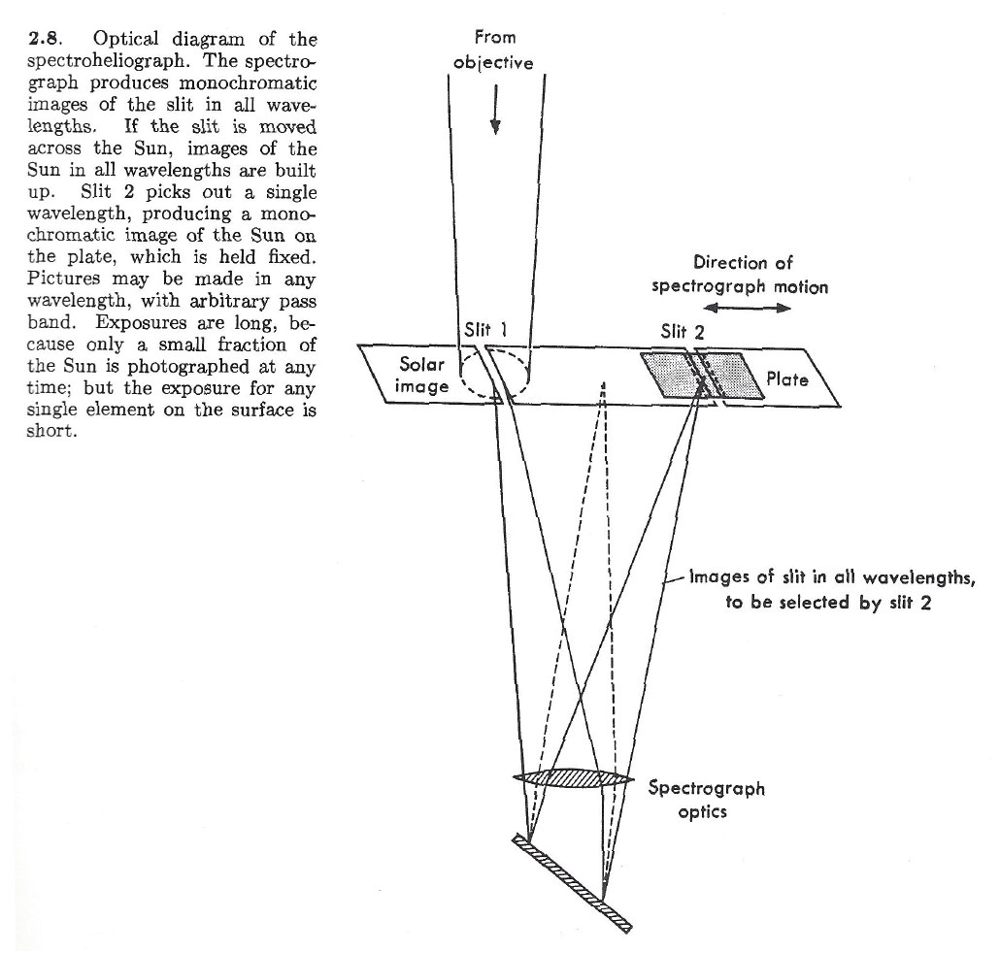 2.8. Optical diagram of the
spectroheliograph. The spectro-
graph produces monochromatic
images of the slit in all wave-
lengths. If the slit is moved
across the Sun, images of the
Sun in all wavelengths are built
up. Slit 2 picks out a single
wavelength, producing a mono-
chromatic image of the Sun on
the plate, which is held fixed.
Pictures may be made in any
wavelength, with arbitrary pass
band. Exposures are long, be-
cause only a small fraction of
the Sun is photographed at any
time; but the exposure for any
single element on the surface is
short.
From
objective
Direction of
spectrograph motion
Slit 1
Slit 2
Solar
image
Plate
Images of slit in all wavelengths,
to be selected by slit 2
Spectrograph
optics